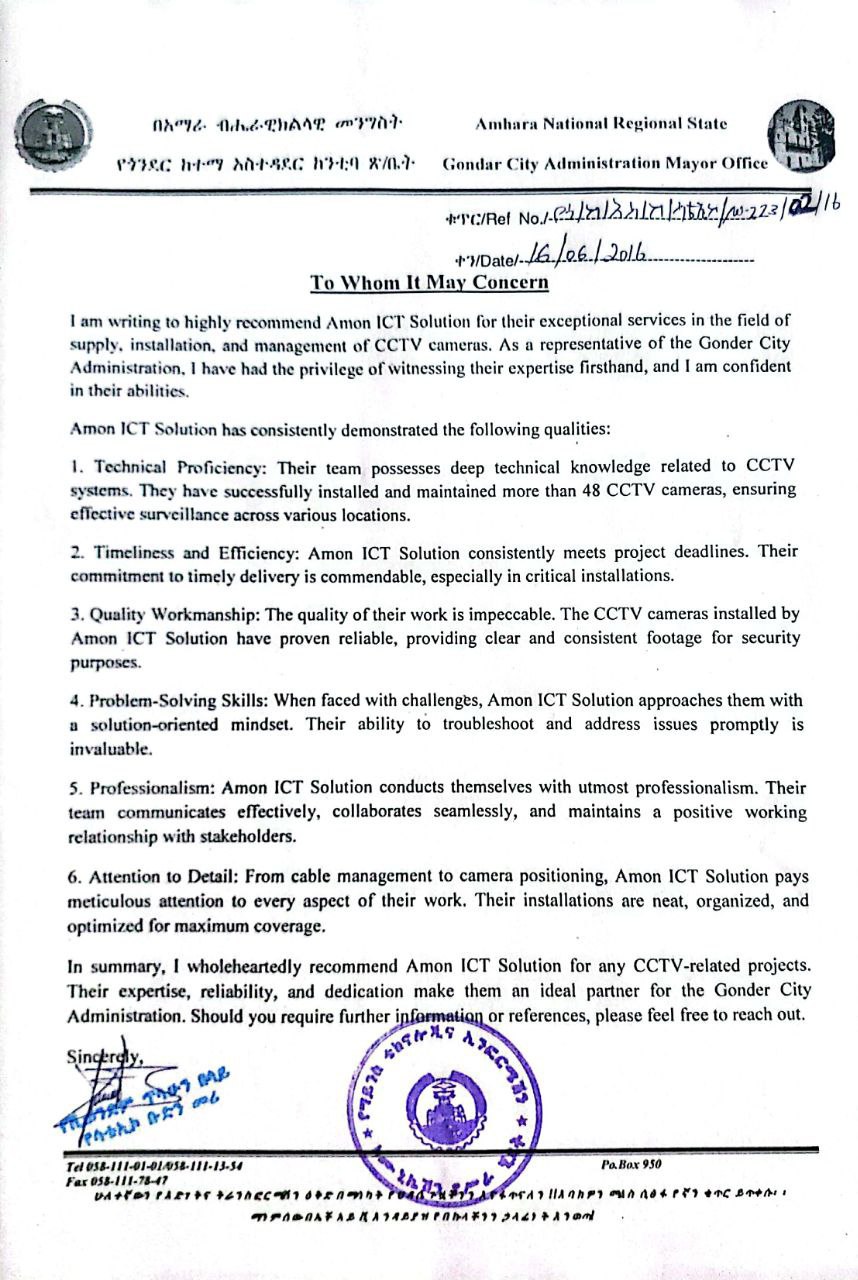 በአማራ ብሔራዊ ክልላዊ መንግስት
የጎንደር ከተማ አስተዳደር ከንቲባ ጽ/ቤት
Amhara National Regional State
Gondar City Administration Mayor Office
ቁጥር/Ref No./
ቀን/Date/ 16/06/2016
To Whom It May Concern
I am writing to highly recommend Amon ICT Solution for their exceptional services in the field of
supply, installation, and management of CCTV cameras. As a representative of the Gonder City
Administration, I have had the privilege of witnessing their expertise firsthand, and I am confident
in their abilities.
Amon ICT Solution has consistently demonstrated the following qualities:
1. Technical Proficiency: Their team possesses deep technical knowledge related to CCTV
systems. They have successfully installed and maintained more than 48 CCTV cameras, ensuring
effective surveillance across various locations.
2. Timeliness and Efficiency: Amon ICT Solution consistently meets project deadlines. Their
commitment to timely delivery is commendable, especially in critical installations.
3. Quality Workmanship: The quality of their work is impeccable. The CCTV cameras installed by
Amon ICT Solution have proven reliable, providing clear and consistent footage for security
purposes.
4. Problem-Solving Skills: When faced with challenges, Amon ICT Solution approaches them with
a solution-oriented mindset. Their ability to troubleshoot and address issues promptly is
invaluable.
5. Professionalism: Amon ICT Solution conducts themselves with utmost professionalism. Their
team communicates effectively, collaborates seamlessly, and maintains a positive working
relationship with stakeholders.
6. Attention to Detail: From cable management to camera positioning, Amon ICT Solution pays
meticulous attention to every aspect of their work. Their installations are neat, organized, and
optimized for maximum coverage.
In summary, I wholeheartedly recommend Amon ICT Solution for any CCTV-related projects.
Their expertise, reliability, and dedication make them an ideal partner for the Gonder City
Administration. Should you require further information or references, please feel free to reach out.
Sincerely,
Tel 058-111-01-01/058-111-13-54
Fax 058-111-78-47
Po.Box 950